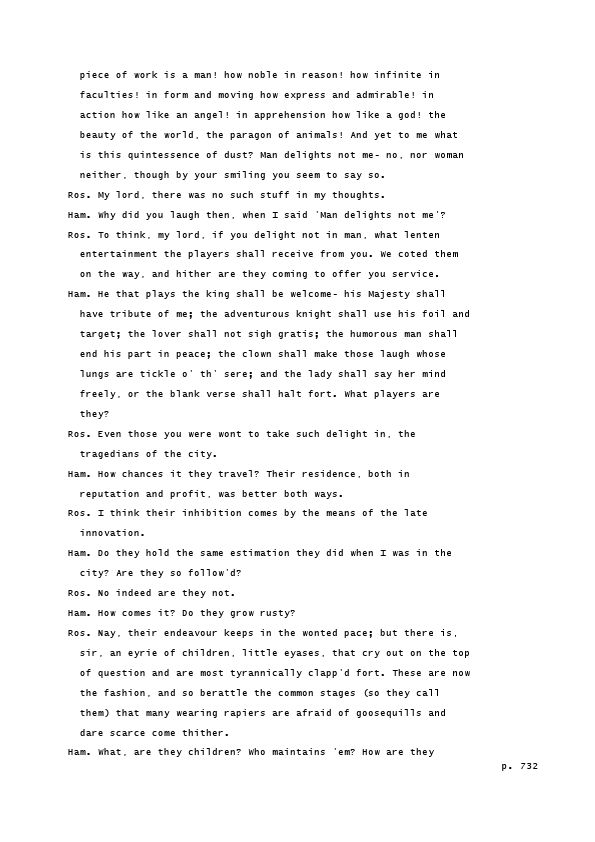 piece of work is a man! how noble in reason! how infinite in
faculties! in form and moving how express and admirable! in
action how like an angel! in apprehension how like a god! the
beauty of the world, the paragon of animals! And yet to me what
is this quintessence of dust? Man delights not me- no, nor woman
neither, though by your smiling you seem to say so.
Ros. My lord, there was no such stuff in my thoughts.
Ham. Why did you laugh then, when I said 'Man delights not me'?
Ros. To think, my lord, if you delight not in man, what lenten
entertainment the players shall receive from you. We coted them
on the way, and hither are they coming to offer you service.
Ham. He that plays the king shall be welcome- his Majesty shall
have tribute of me; the adventurous knight shall use his foil and
target; the lover shall not sigh gratis; the humorous man shall
end his part in peace; the clown shall make those laugh whose
lungs are tickle o' th' sere; and the lady shall say her mind
freely, or the blank verse shall halt fort. What players are
they?
Ros. Even those you were wont to take such delight in, the
tragedians of the city.
Ham. How chances it they travel? Their residence, both in
reputation and profit, was better both ways.
Ros. I think their inhibition comes by the means of the late
innovation.
Ham. Do they hold the same estimation they did when I was in the
city? Are they so follow'd?
Ros. No indeed are they not.
Ham. How comes it? Do they grow rusty?
Ros. Nay, their endeavour keeps in the wonted pace; but there is,
sir, an eyrie of children, little eyases, that cry out on the top
of question and are most tyrannically clapp'd fort. These are now
the fashion, and so berattle the common stages (so they call
them) that many wearing rapiers are afraid of goosequills and
dare scarce come thither.
Ham. What, are they children? Who maintains 'em? How are they
p. 732